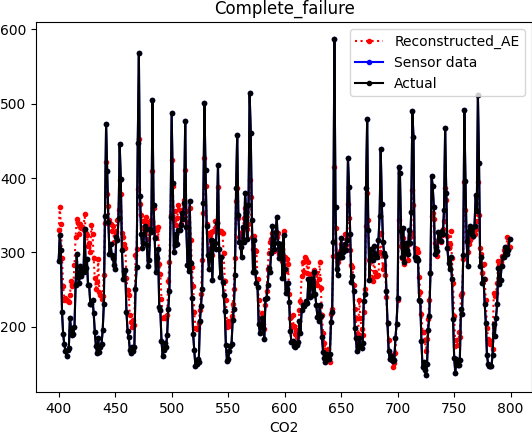 Complete_failure
600
500
400
300
200
Reconstructed_AE
Sensor data
Actual
400 450 500 550 600 650 700 750 800
CO2